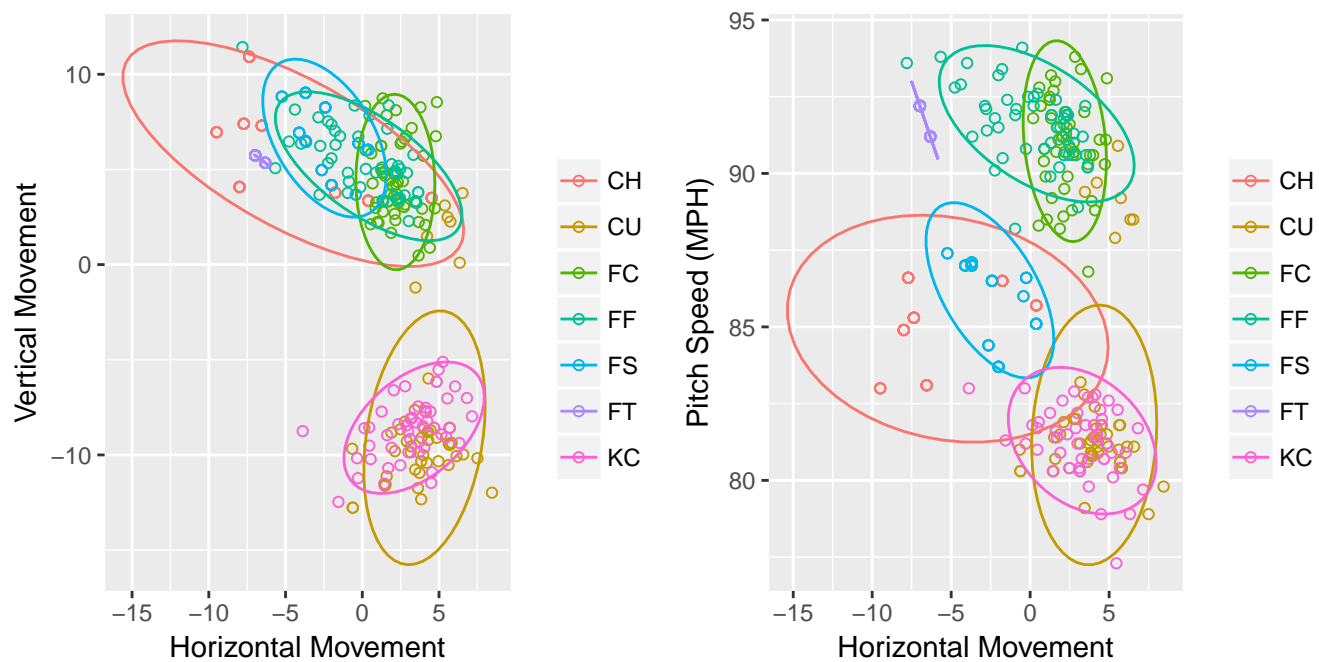 10
0
−10
−15
−10
−5
0
5
Vertical Movement
Horizontal Movement
CH
CU
FC
FF
FS
FT
KC
95
90
85
80
−15
−10
−5
0
5
Pitch Speed (MPH)
Horizontal Movement
CH
CU
FC
FF
FS
FT
KC